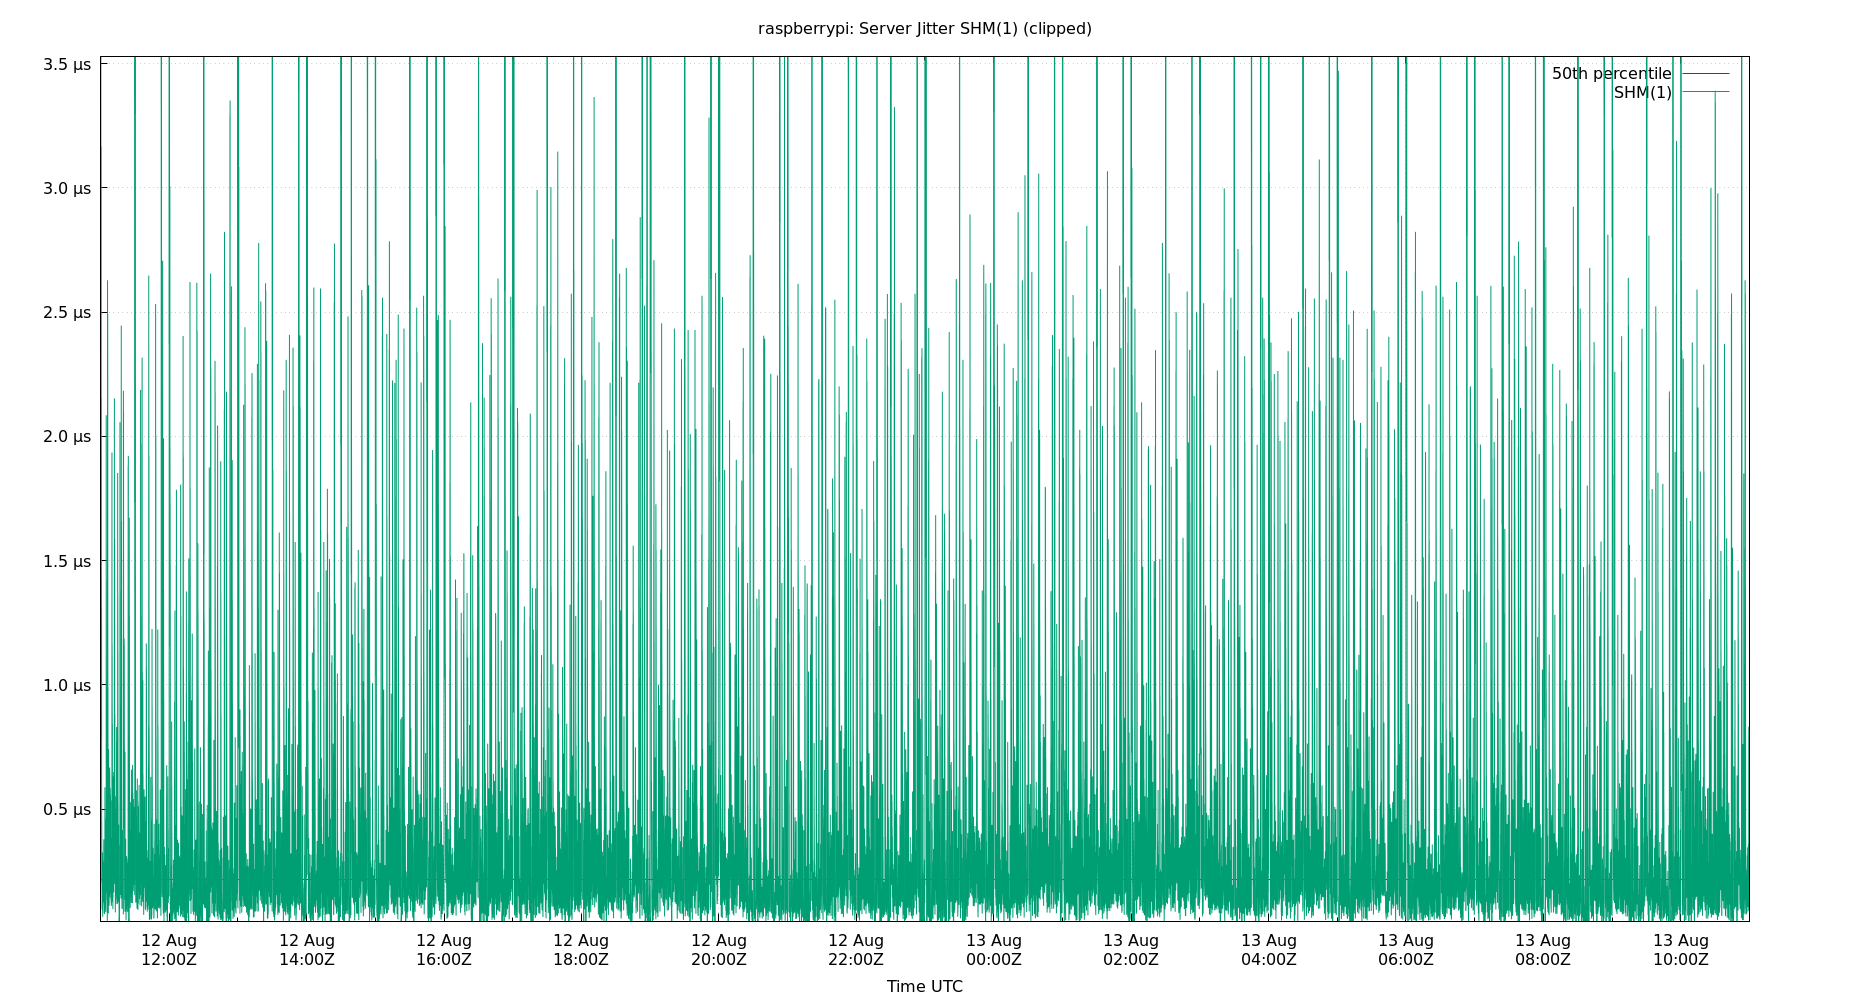 raspberrypi: Server Jitter SHM(1) (clipped)
3.5 µs
3.0 µs
2.5 µs
2.0 µs
1.5 µs
1.0 µs
0.5 µs
50th percentile
SHM(1)
12 Aug 12 Aug 12 Aug 12 Aug 12 Aug 12 Aug 13 Aug 13 Aug 13 Aug 13 Aug 13 Aug 13 Aug
12:00Z 14:00Z 16:00Z 18:00Z 20:00Z 22:00Z 00:00Z 02:00Z 04:00Z 06:00Z 08:00Z 10:00Z
Time UTC